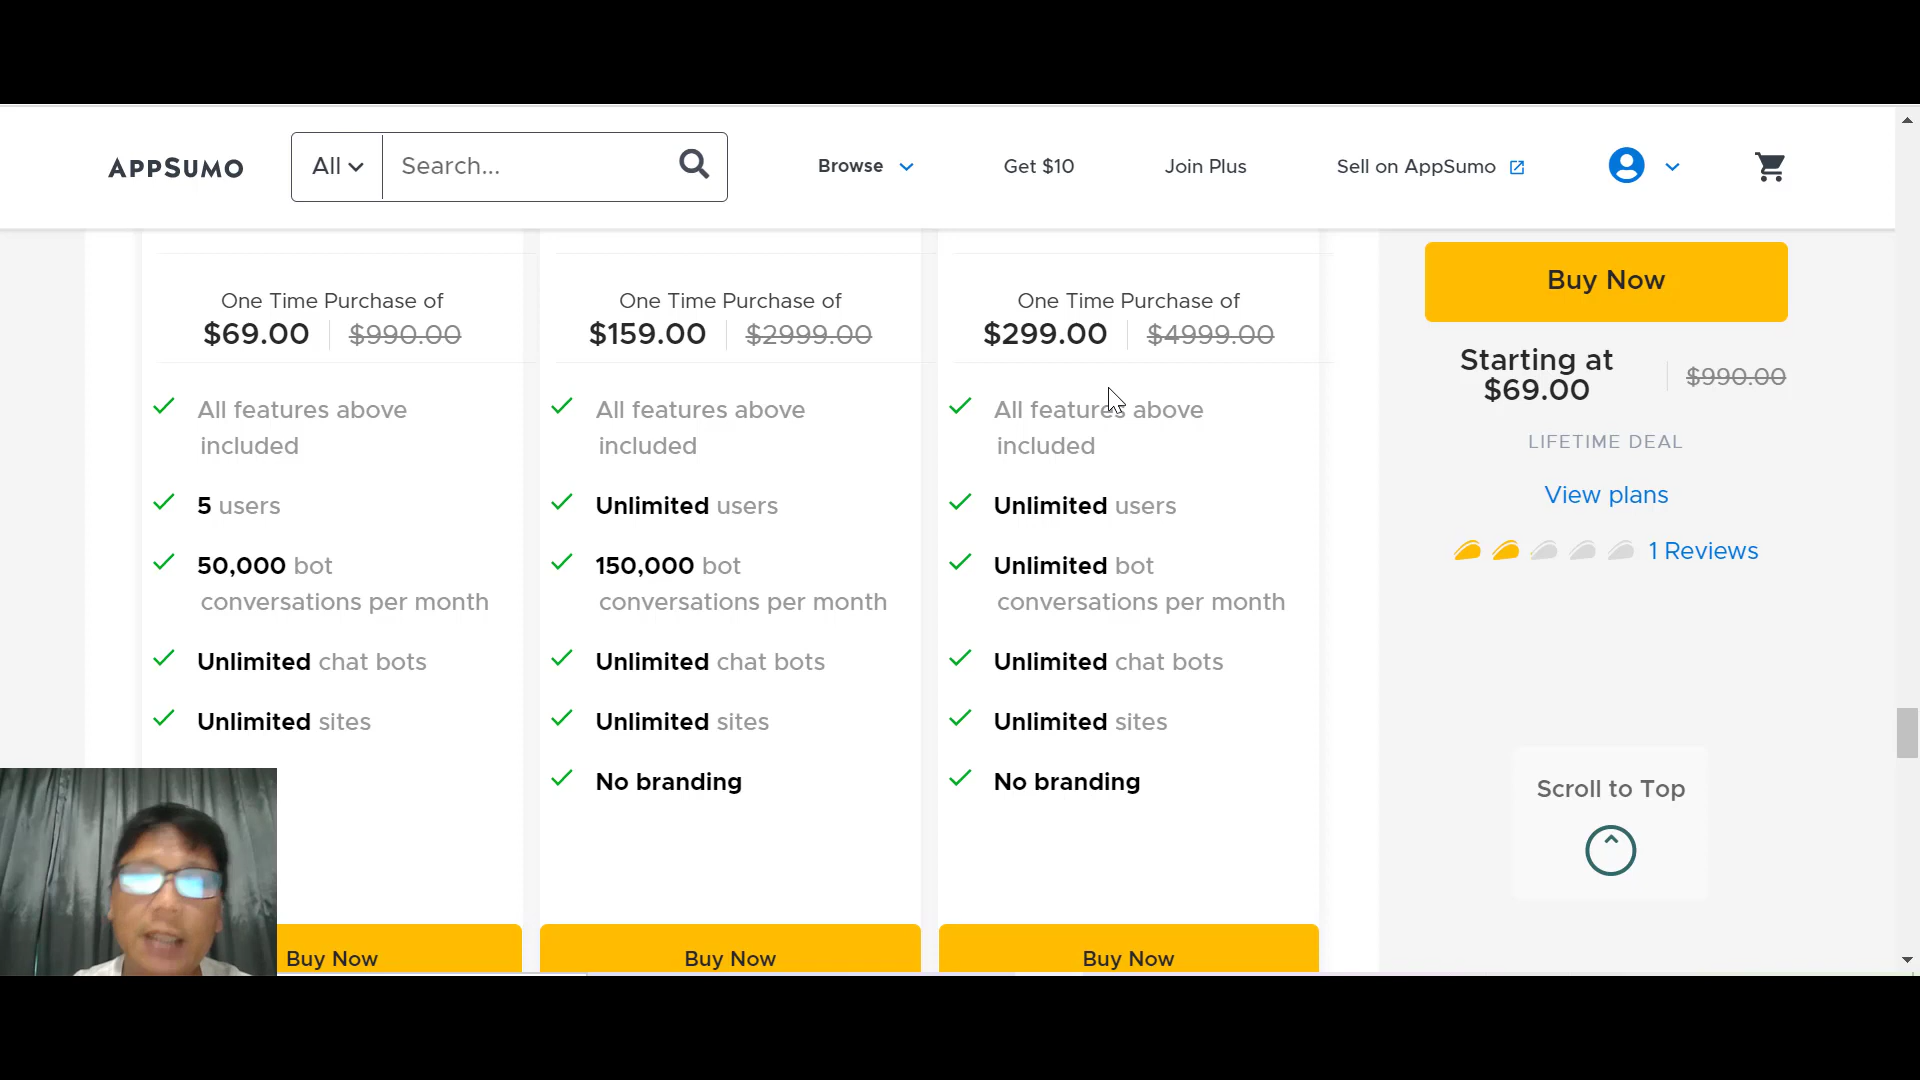 APPSUMO
All
Search...
Browse
Get $10
Join Plus
Sell on AppSumo
One Time Purchase of
$69.00
$990.00
All features above
included
5 users
50,000 bot
conversations per month
Unlimited chat bots
Unlimited sites
Buy Now
One Time Purchase of
$159.00
$2999.00
All features above
included
Unlimited users
150,000 bot
conversations per month
Unlimited chat bots
Unlimited sites
No branding
Buy Now
One Time Purchase of
$299.00
$4999.00
All features above
included
Unlimited users
Unlimited bot
conversations per month
Unlimited chat bots
Unlimited sites
No branding
Buy Now
Buy Now
Starting at
$69.00
$990.00
LIFETIME DEAL
View plans
1 Reviews
Scroll to Top